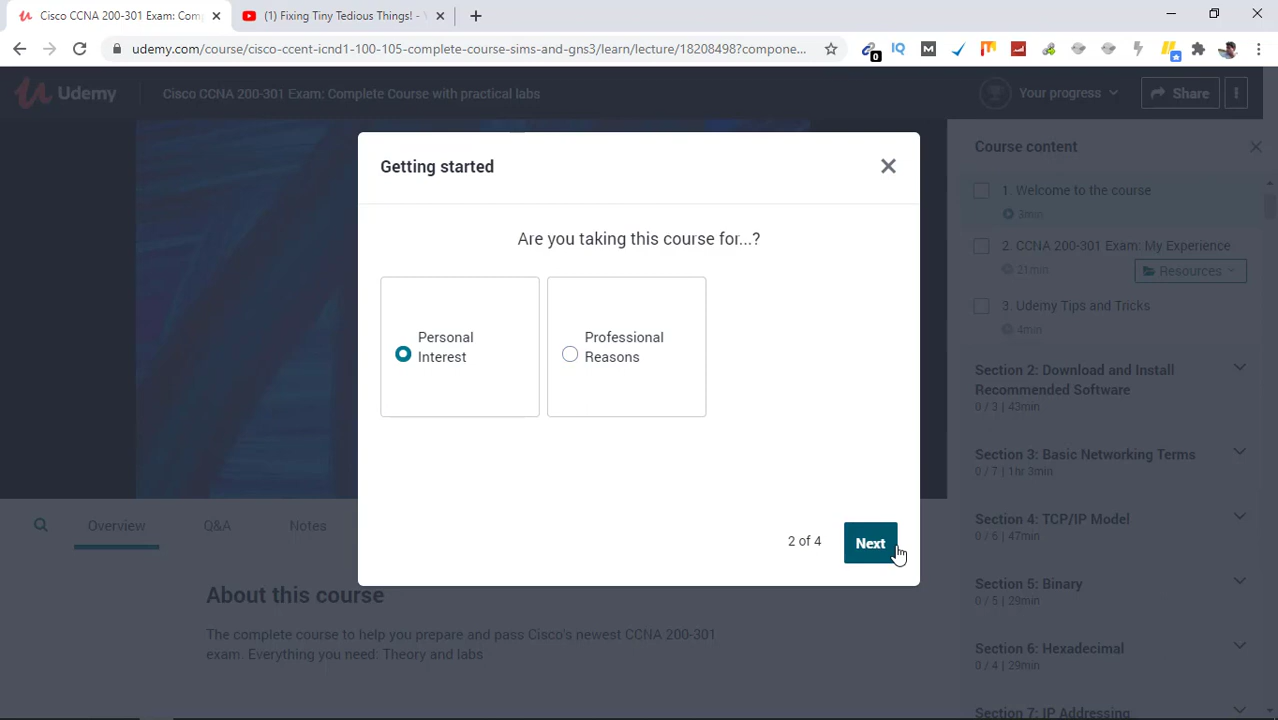 Cisco CCNA 200-301 Exam: Com
(1) Fixing Tiny Tedious Things! - Y
udemy.com/course/cisco-ccent-icnd1-100-105-complete-course-sims-and-gns3/learn/lecture/18208498?compone...
0
IQ
M
Udemy
Cisco CCNA 200-301 Exam: Complete Course with practical labs
Your progress
Share
Getting started
Are you taking this course for...?
Personal
Interest
Professional
Reasons
2 of 4
Next
Course content
1. Welcome to the course
3min
2. CCNA 200-301 Exam: My Experience
21min
Resources
3. Udemy Tips and Tricks
4min
Section 2: Download and Install
Recommended Software
0 / 3 | 43min
Section 3: Basic Networking Terms
0 / 7 | 1hr 3min
Section 4: TCP/IP Model
0 / 6 | 47min
Section 5: Binary
0 / 5 | 29min
Section 6: Hexadecimal
0 / 4 | 29min
Section 7: IP Addressing
Overview
Q&A
Notes
About this course
The complete course to help you prepare and pass Cisco's newest CCNA 200-301
exam. Everything you need: Theory and labs